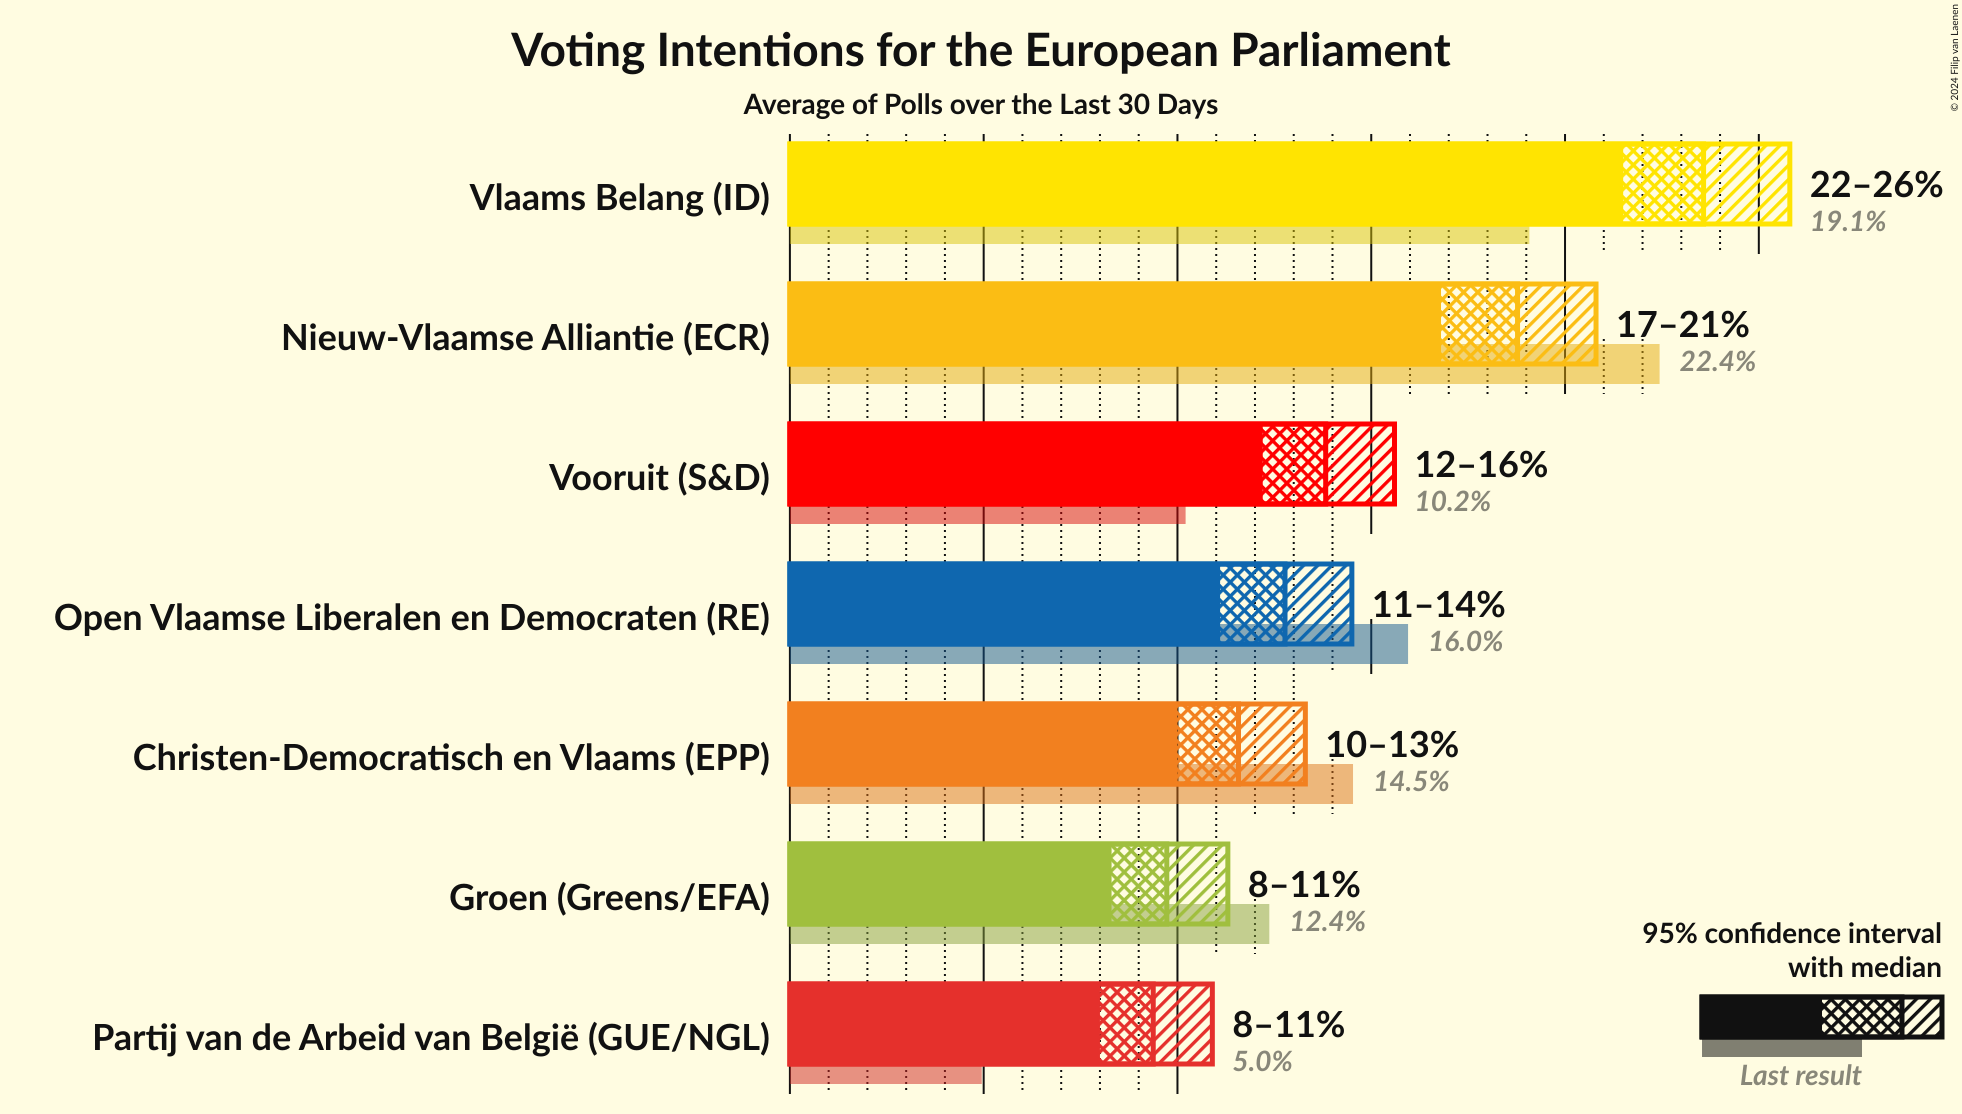 Voting Intentions for the European Parliament
Average of Polls over the Last 30 Days
© 2024 Filip van Laenen
Vlaams Belang (ID)
22–26%
19.1%
Nieuw-Vlaamse Alliantie (ECR)
17–21%
22.4%
Vooruit (S&D)
12–16%
10.2%
Open Vlaamse Liberalen en Democraten (RE)
11–14%
16.0%
Christen-Democratisch en Vlaams (EPP)
10–13%
14.5%
Groen (Greens/EFA)
8–11%
12.4%
Partij van de Arbeid van België (GUE/NGL)
8–11%
5.0%
95% confidence interval
with median
Last result